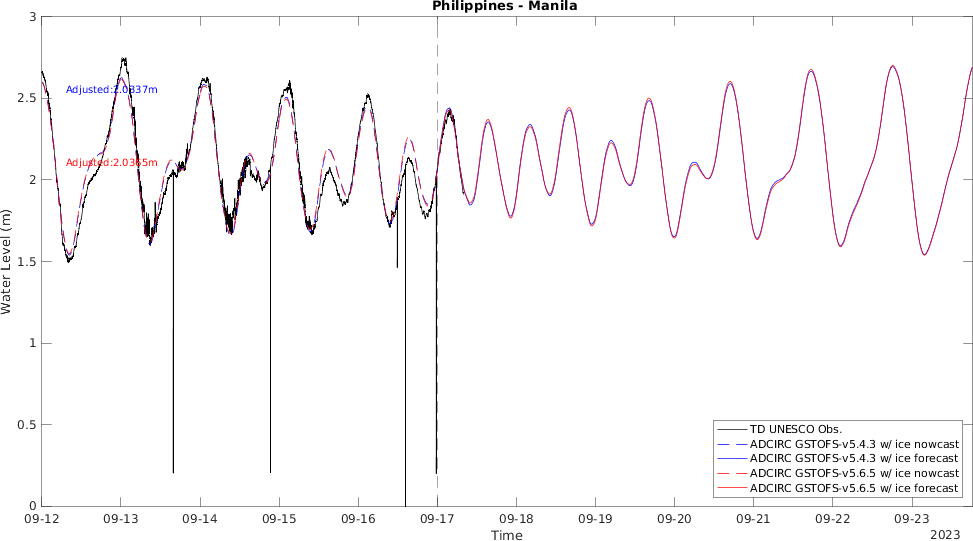 Philippines - Manila
3
2.5
2
1.5
1
0.5
0
Water Level (m)
Adjusted:2.0337m
Adjusted:2.0365m
TD UNESCO Obs.
ADCIRC GSTOFS-v5.4.3 w/ ice nowcast
ADCIRC GSTOFS-v5.4.3 w/ ice forecast
ADCIRC GSTOFS-v5.6.5 w/ ice nowcast
ADCIRC GSTOFS-v5.6.5 w/ ice forecast
09-12 09-13 09-14 09-15 09-16 09-17 09-18 09-19 09-20 09-21 09-22 09-23
Time
2023